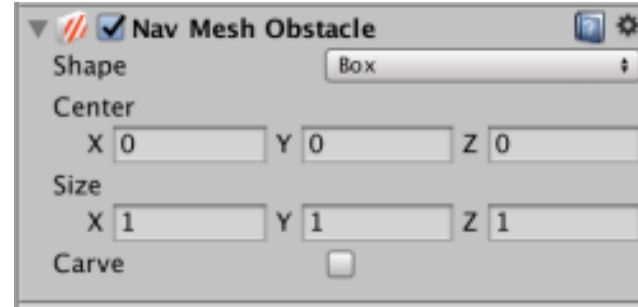 Nav Mesh Obstacle
Shape Box
Center
X 0 Y 0 Z 0
Size
X 1 Y 1 Z 1
Carve